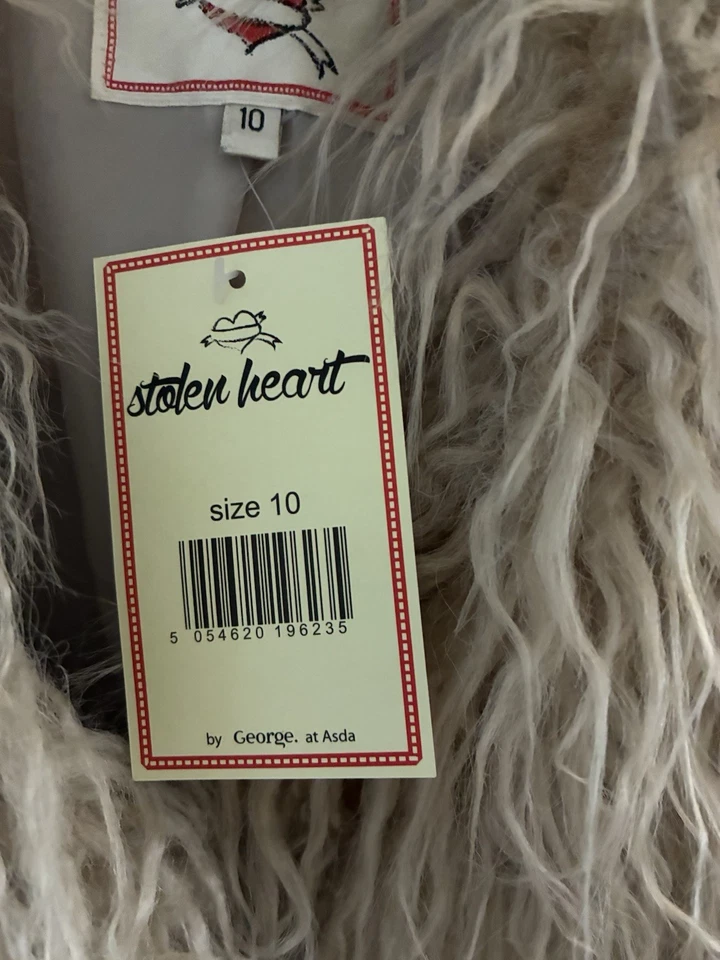 10
stolen heart
size 10
5 054620 196235
by George. at Asda